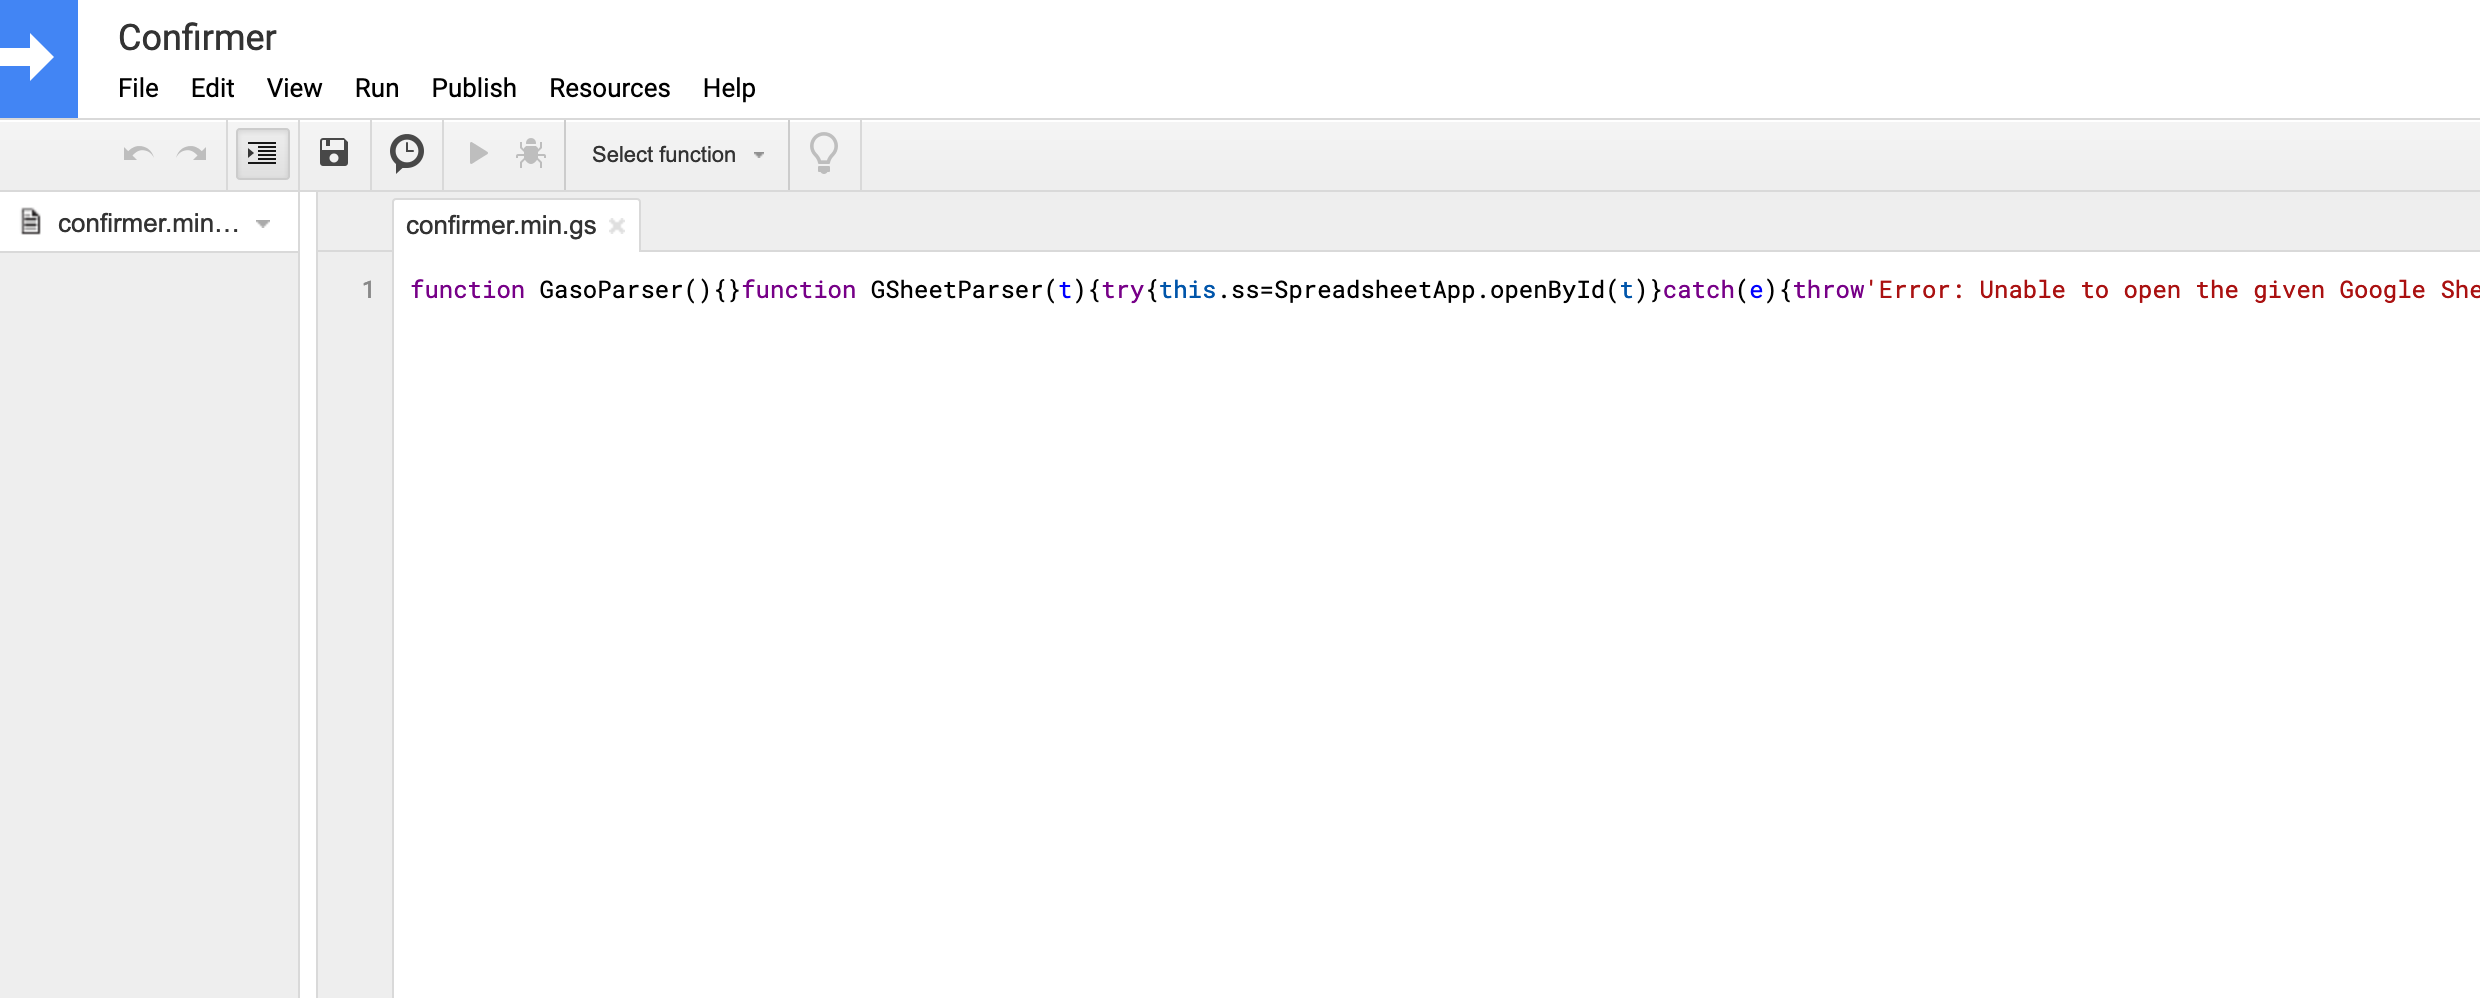 Confirmer
File Edit View Run Publish Resources Help
Select function
confirmer.min...
confirmer.min.gs
1
function GasoParser(){}function GSheetParser(t){try{this.ss=SpreadsheetApp.openById(t)}catch(e){throw'Error: Unable to open the given Google She